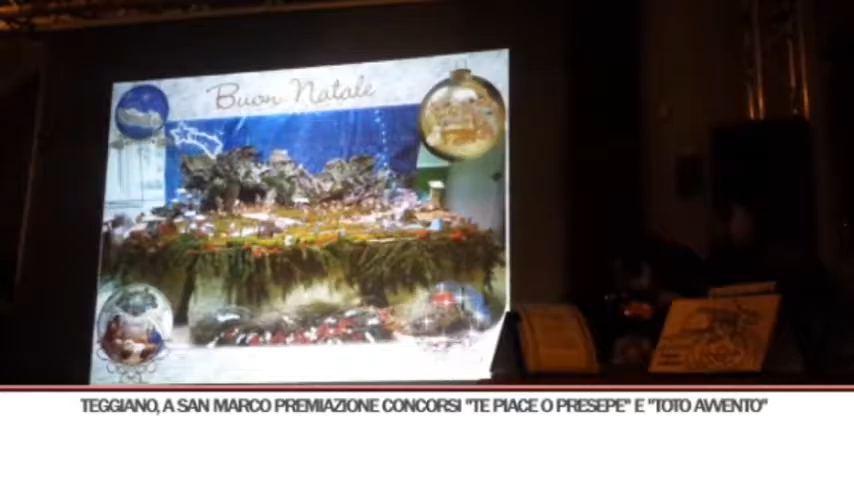 Buon Natale
TEGGIANO, A SAN MARCO PREMIAZIONE CONCORSI "TE PIACE O PRESEPE" E "TOTO AVVENTO"